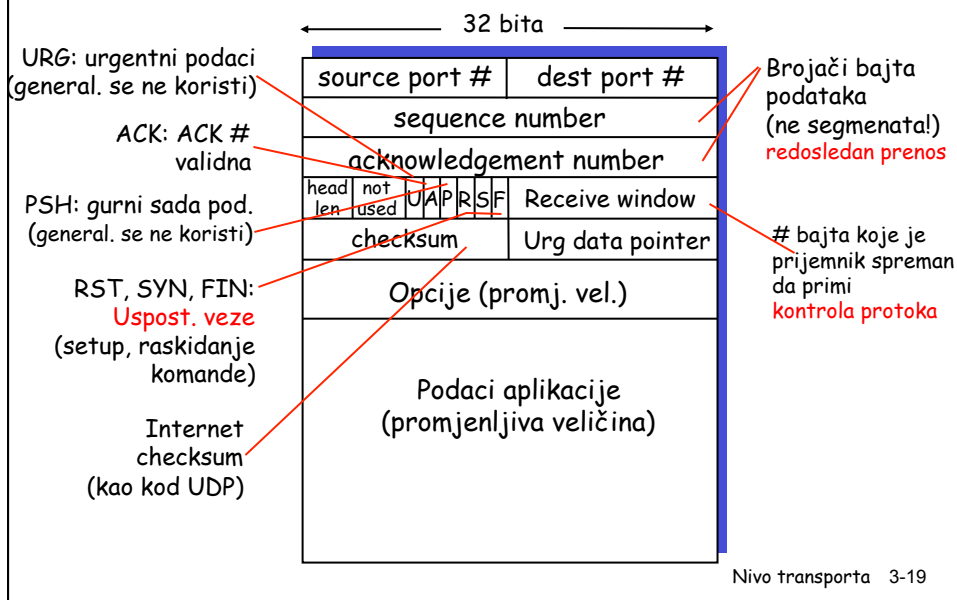 32 bita
URG: urgentni podaci
(general. se ne koristi)
ACK: ACK #
validna
PSH: gurni sada pod.
(general. se ne koristi)
RST, SYN, FIN:
Uspost. veze
(setup, raskidanje
komande)
Internet
checksum
(kao kod UDP)
source port #
dest port #
sequence number
acknowledgement number
head
len
not
used
U A P R S F
Receive window
checksum
Urg data pointer
Opcije (promj. vel.)
Podaci aplikacije
(promjenljiva veličina)
Brojači bajta
podataka
(ne segmenata!)
redosledan prenos
# bajta koje je
prijemnik spreman
da primi
kontrola protoka
Nivo transporta 3-19